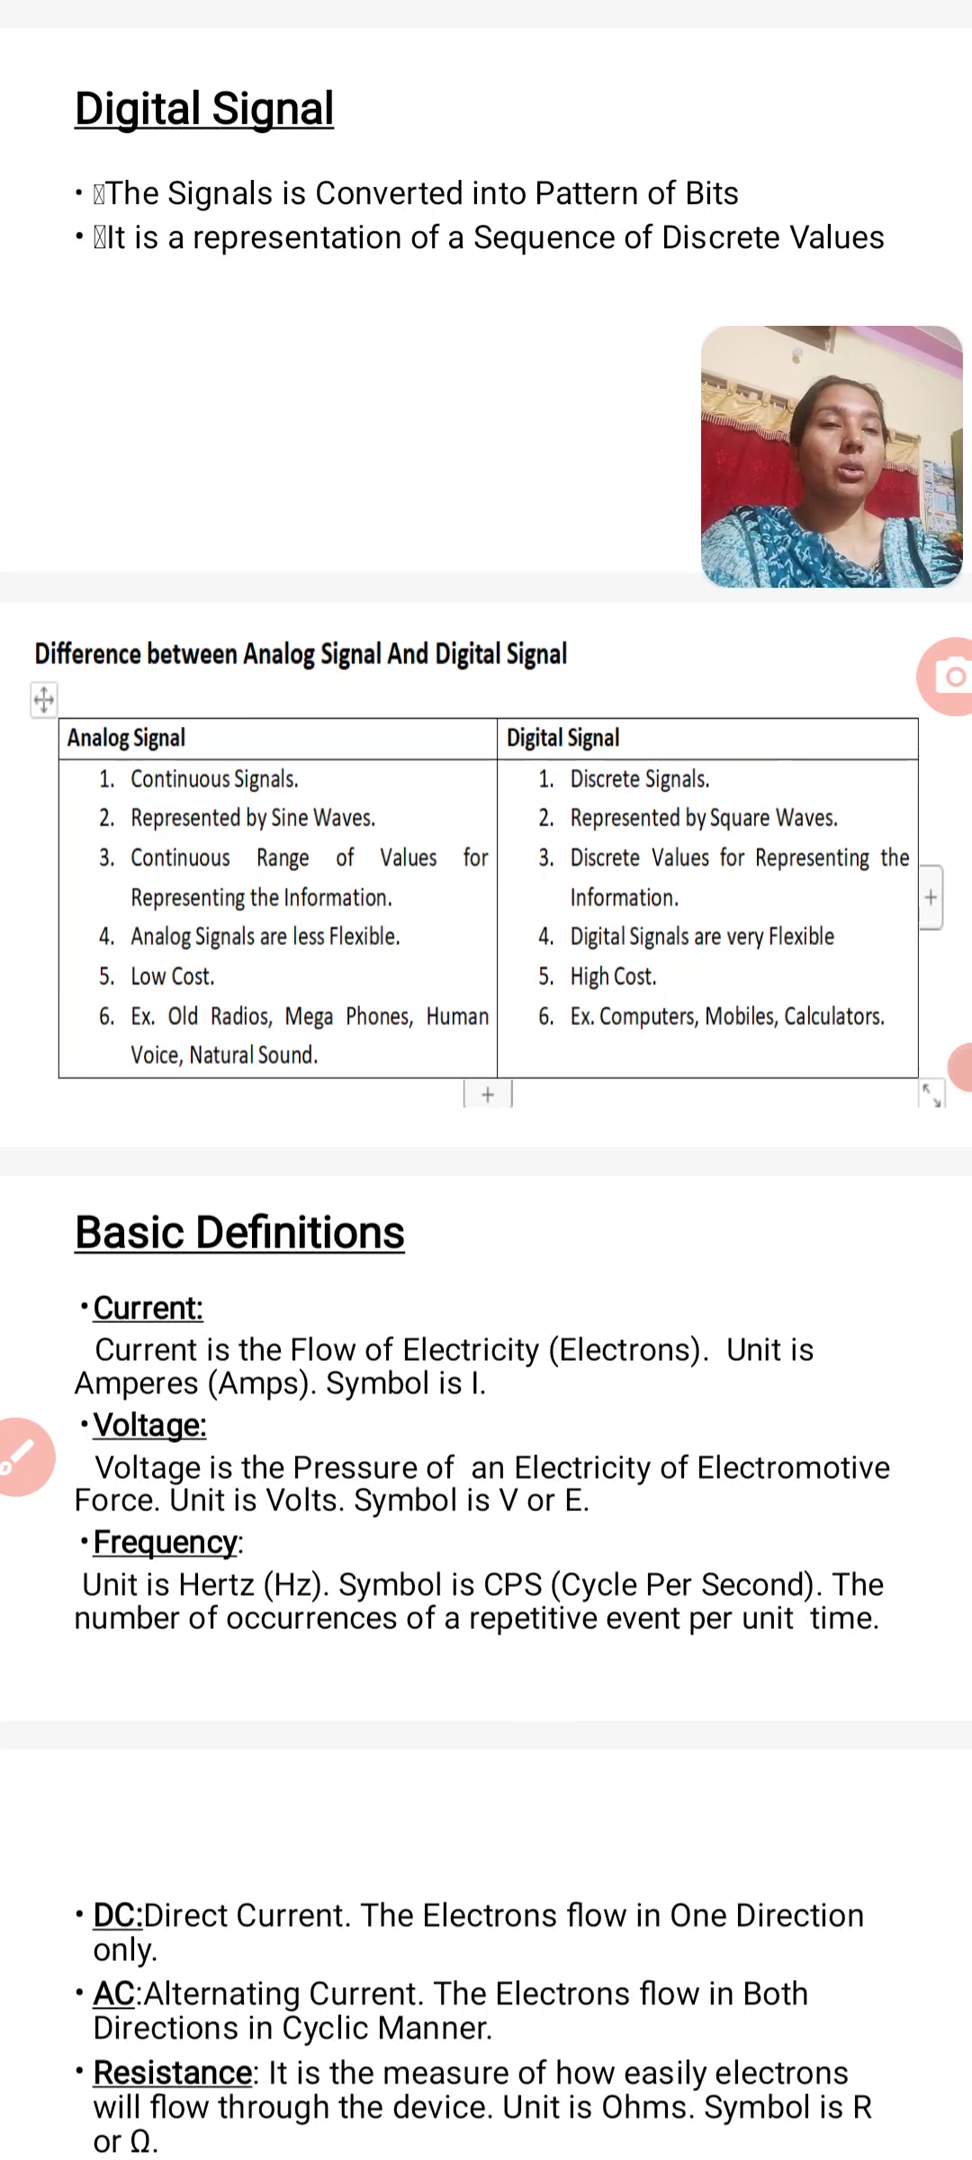 Digital Signal
• The Signals is Converted into Pattern of Bits
• It is a representation of a Sequence of Discrete Values
Difference between Analog Signal And Digital Signal
Analog Signal
1. Continuous Signals.
2. Represented by Sine Waves.
3. Continuous Range of Values for
Representing the Information.
4. Analog Signals are less Flexible.
5. Low Cost.
6. Ex. Old Radios, Mega Phones, Human
Voice, Natural Sound.
Digital Signal
1. Discrete Signals.
2. Represented by Square Waves.
3. Discrete Values for Representing the
Information.
4. Digital Signals are very Flexible
5. High Cost.
6. Ex. Computers, Mobiles, Calculators.
Basic Definitions
• Current:
Current is the Flow of Electricity (Electrons). Unit is
Amperes (Amps). Symbol is I.
• Voltage:
Voltage is the Pressure of an Electricity of Electromotive
Force. Unit is Volts. Symbol is V or E.
• Frequency:
Unit is Hertz (Hz). Symbol is CPS (Cycle Per Second). The
number of occurrences of a repetitive event per unit time.
• DC:Direct Current. The Electrons flow in One Direction
only.
• AC:Alternating Current. The Electrons flow in Both
Directions in Cyclic Manner.
• Resistance: It is the measure of how easily electrons
will flow through the device. Unit is Ohms. Symbol is R
or Ω.